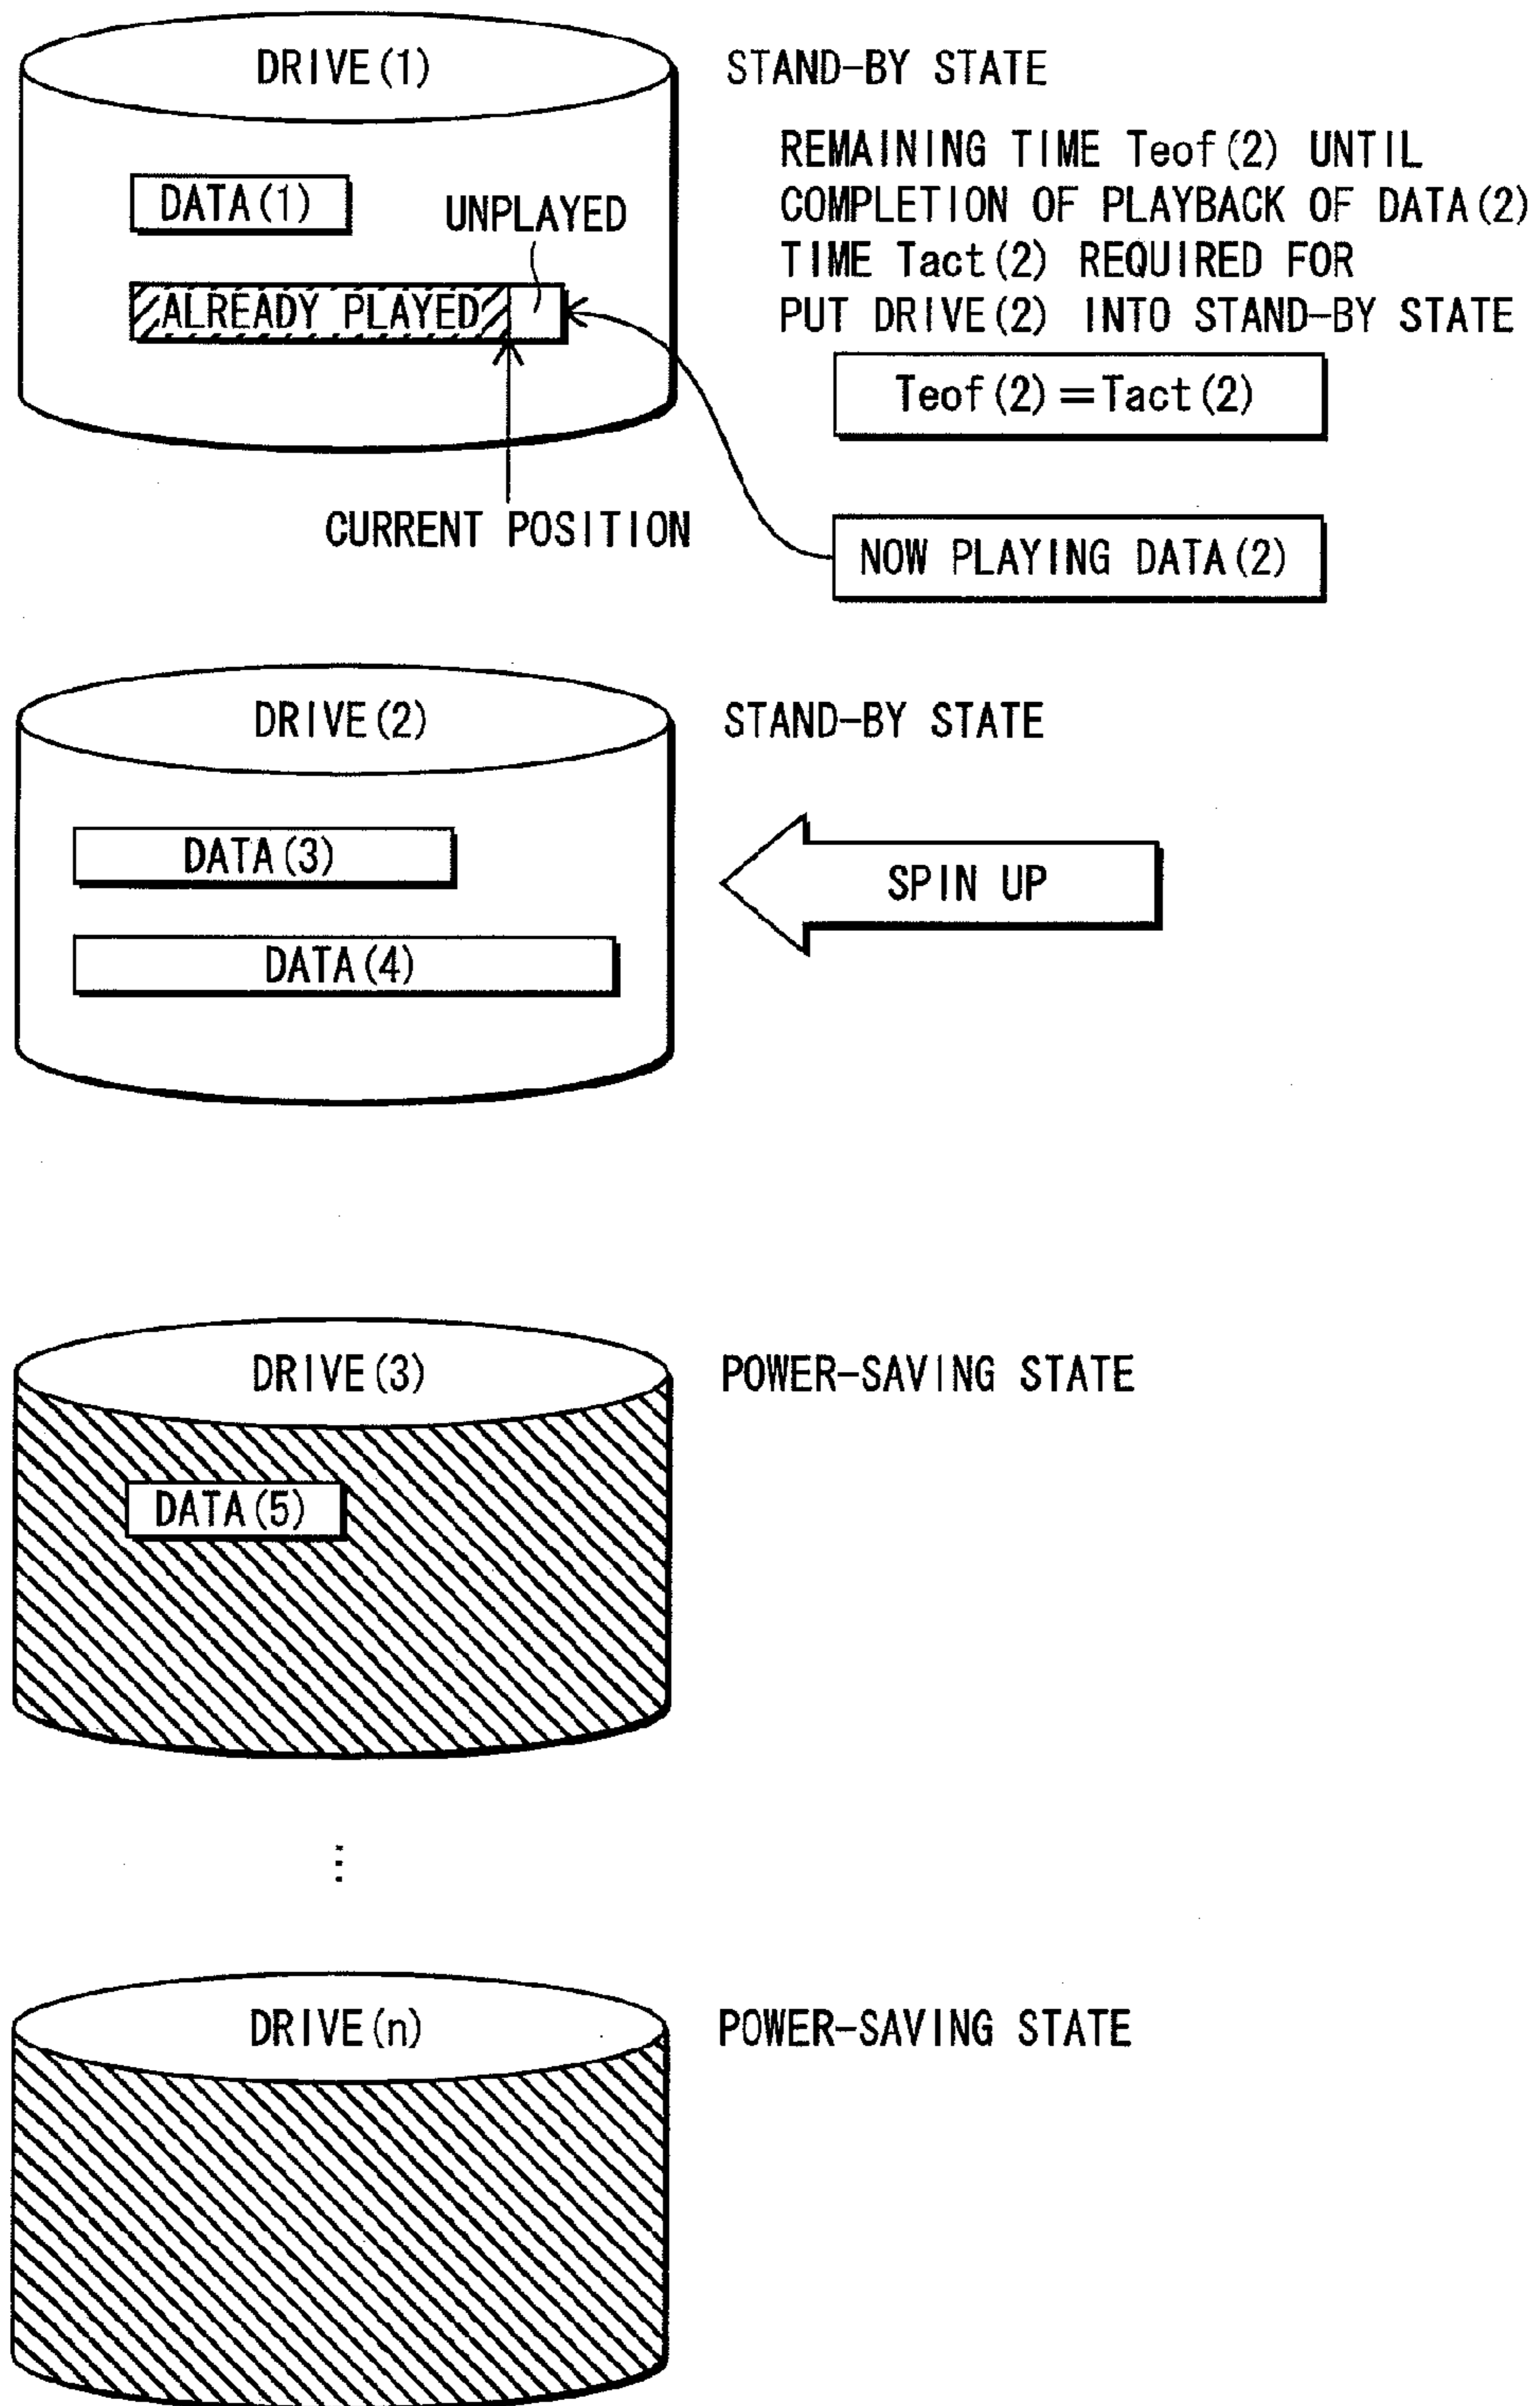 DRIVE(1)
STAND-BY STATE
REMAINING TIME Teof(2) UNTIL
COMPLETION OF PLAYBACK OF DATA(2)
TIME Tact(2) REQUIRED FOR
PUT DRIVE(2) INTO STAND-BY STATE
DATA(1)
UNPLAYED
ALREADY PLAYED
Teof(2)=Tact(2)
CURRENT POSITION
NOW PLAYING DATA(2)
DRIVE(2)
STAND-BY STATE
DATA(3)
SPIN UP
DATA(4)
DRIVE(3)
POWER-SAVING STATE
DATA(5)
⋮
DRIVE(n)
POWER-SAVING STATE